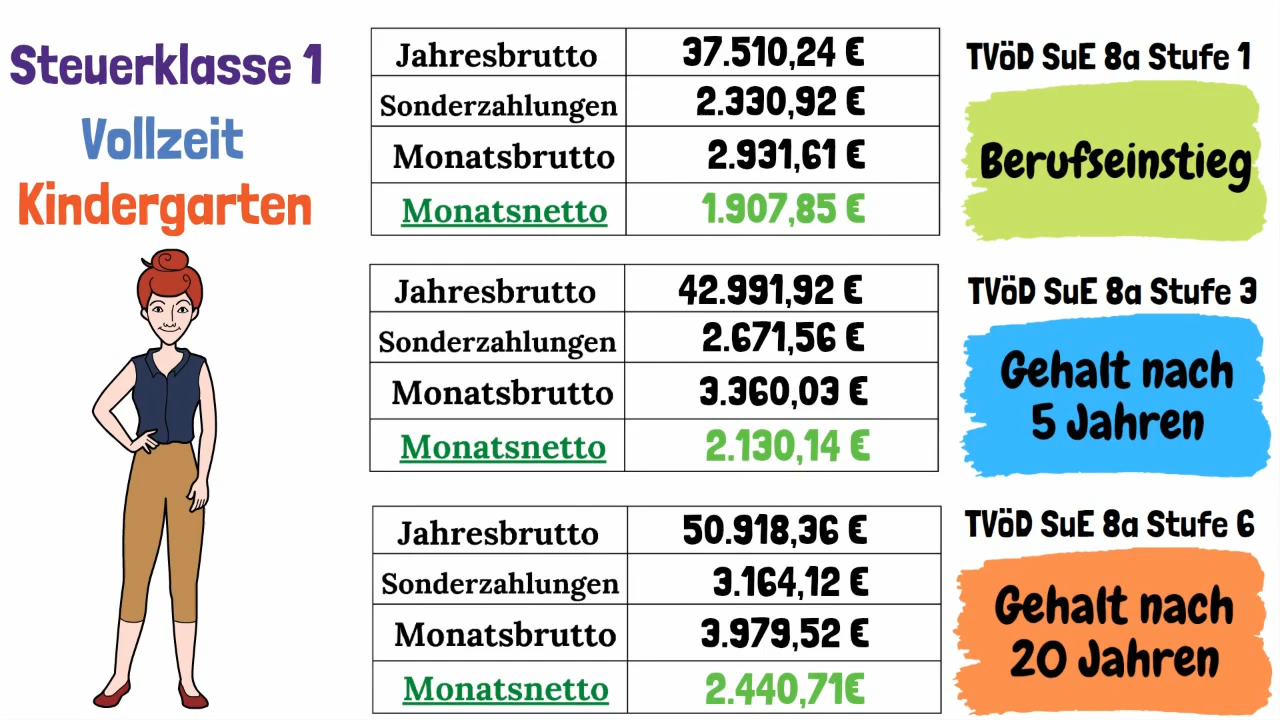 Steuerklasse 1
Vollzeit
Kindergarten
Jahresbrutto 37.510,24 €
Sonderzahlungen 2.330,92 €
Monatsbrutto 2.931,61 €
Monatsnetto 1.907,85 €
TVöD SuE 8a Stufe 1
Berufseinstieg
Jahresbrutto 42.991,92 €
Sonderzahlungen 2.671,56 €
Monatsbrutto 3.360,03 €
Monatsnetto 2.130,14 €
TVöD SuE 8a Stufe 3
Gehalt nach
5 Jahren
Jahresbrutto 50.918,36 €
Sonderzahlungen 3.164,12 €
Monatsbrutto 3.979,52 €
Monatsnetto 2.440,71€
TVöD SuE 8a Stufe 6
Gehalt nach
20 Jahren